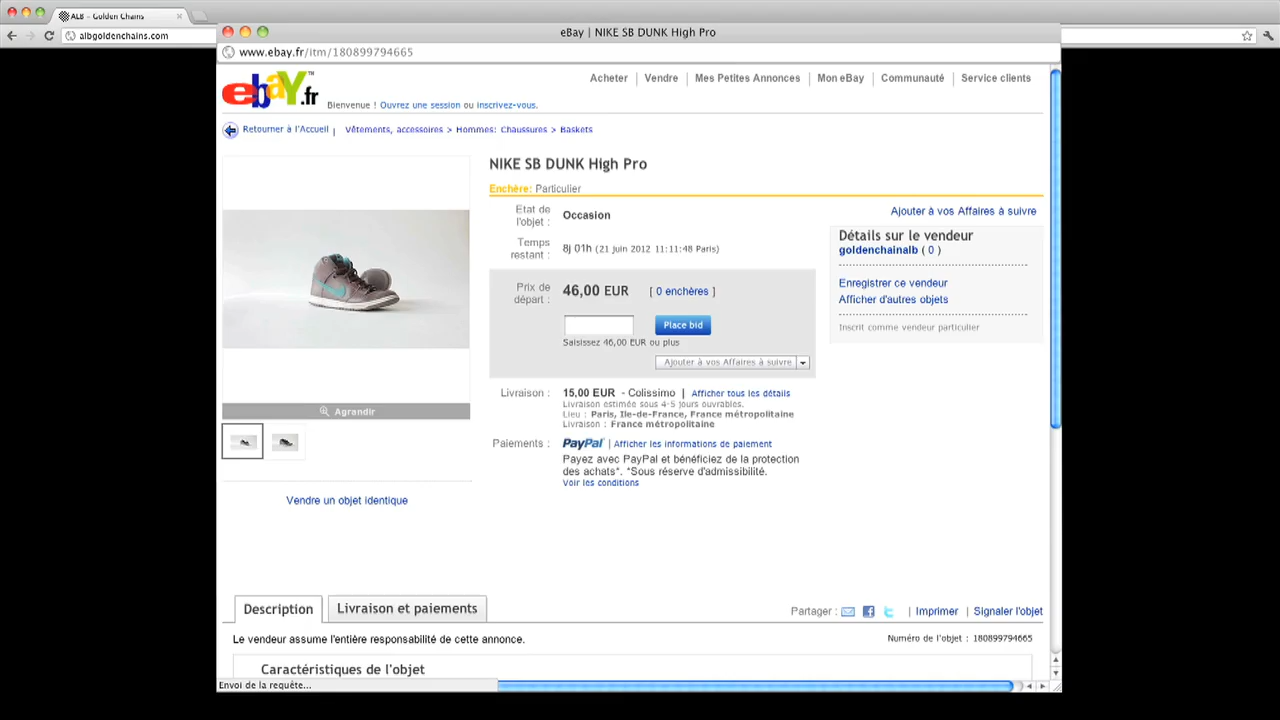 ALB – Golden Chains
albgoldenchains.com
eBay | NIKE SB DUNK High Pro
www.ebay.fr/itm/180899794665
ebay.fr
Acheter
Vendre
Mes Petites Annonces
Mon eBay
Communauté
Service clients
Bienvenue ! Ouvrez une session ou inscrivez-vous.
Retourner à l'Accueil | Vêtements, accessoires > Hommes: Chaussures > Baskets
NIKE SB DUNK High Pro
Enchère: Particulier
Etat de l'objet : Occasion
Temps restant : 8j 01h (21 juin 2012 11:11:48 Paris)
Prix de départ : 46,00 EUR [ 0 enchères ]
Place bid
Saisissez 46,00 EUR ou plus
Ajouter à vos Affaires à suivre
Ajouter à vos Affaires à suivre
Détails sur le vendeur
goldenchainalb ( 0 )
Enregistrer ce vendeur
Afficher d'autres objets
Inscrit comme vendeur particulier
Livraison : 15,00 EUR - Colissimo | Afficher tous les détails
Livraison estimée sous 4-5 jours ouvrables.
Lieu : Paris, Ile-de-France, France métropolitaine
Livraison : France métropolitaine
Paiements : PayPal | Afficher les informations de paiement
Payez avec PayPal et bénéficiez de la protection
des achats*. *Sous réserve d'admissibilité.
Voir les conditions
Agrandir
Vendre un objet identique
Description
Livraison et paiements
Partager :
| Imprimer | Signaler l'objet
Le vendeur assume l'entière responsabilité de cette annonce.
Numéro de l'objet : 180899794665
Caractéristiques de l'objet
Envoi de la requête...